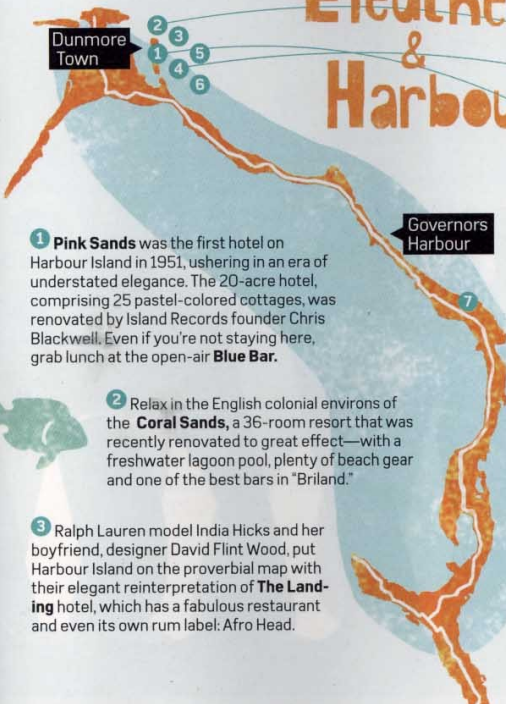 &
Harbou
2
3
Dunmore
Town
1
5
4
6
Governors
Harbour
7
1 Pink Sands was the first hotel on
Harbour Island in 1951, ushering in an era of
understated elegance. The 20-acre hotel,
comprising 25 pastel-colored cottages, was
renovated by Island Records founder Chris
Blackwell. Even if you're not staying here,
grab lunch at the open-air Blue Bar.
2 Relax in the English colonial environs of
the Coral Sands, a 36-room resort that was
recently renovated to great effect—with a
freshwater lagoon pool, plenty of beach gear
and one of the best bars in "Briland."
3 Ralph Lauren model India Hicks and her
boyfriend, designer David Flint Wood, put
Harbour Island on the proverbial map with
their elegant reinterpretation of The Land-
ing hotel, which has a fabulous restaurant
and even its own rum label: Afro Head.